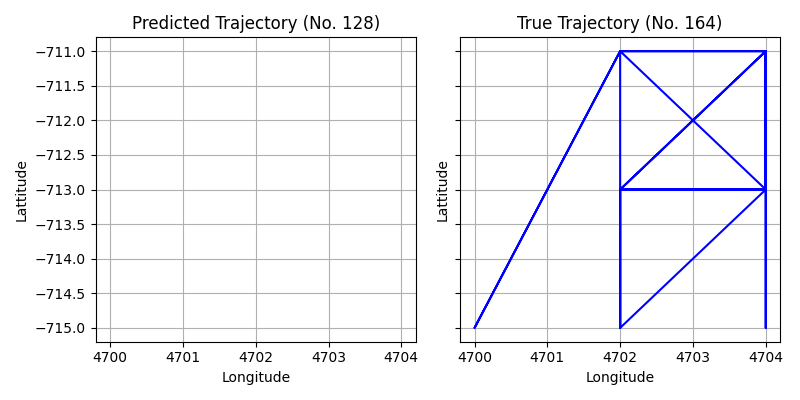 Predicted Trajectory (No. 128)
True Trajectory (No. 164)
Lattitude
−711.0
−711.5
−712.0
−712.5
−713.0
−713.5
−714.0
−714.5
−715.0
4700 4701 4702 4703 4704
Longitude
Lattitude
4700 4701 4702 4703 4704
Longitude